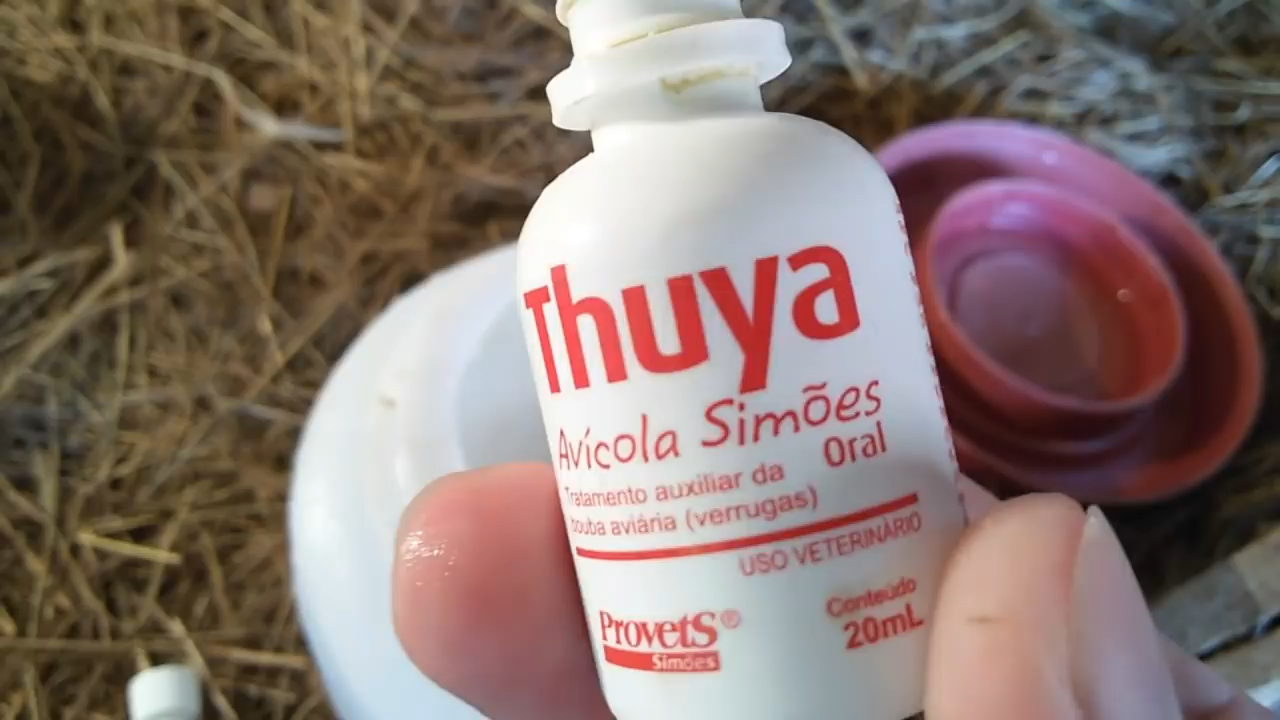 Thuya
Avícola Simões
Oral
Tratamento auxiliar da
bouba aviária (verrugas)
USO VETERINÁRIO
Provets®
Simões
Conteúdo
20mL